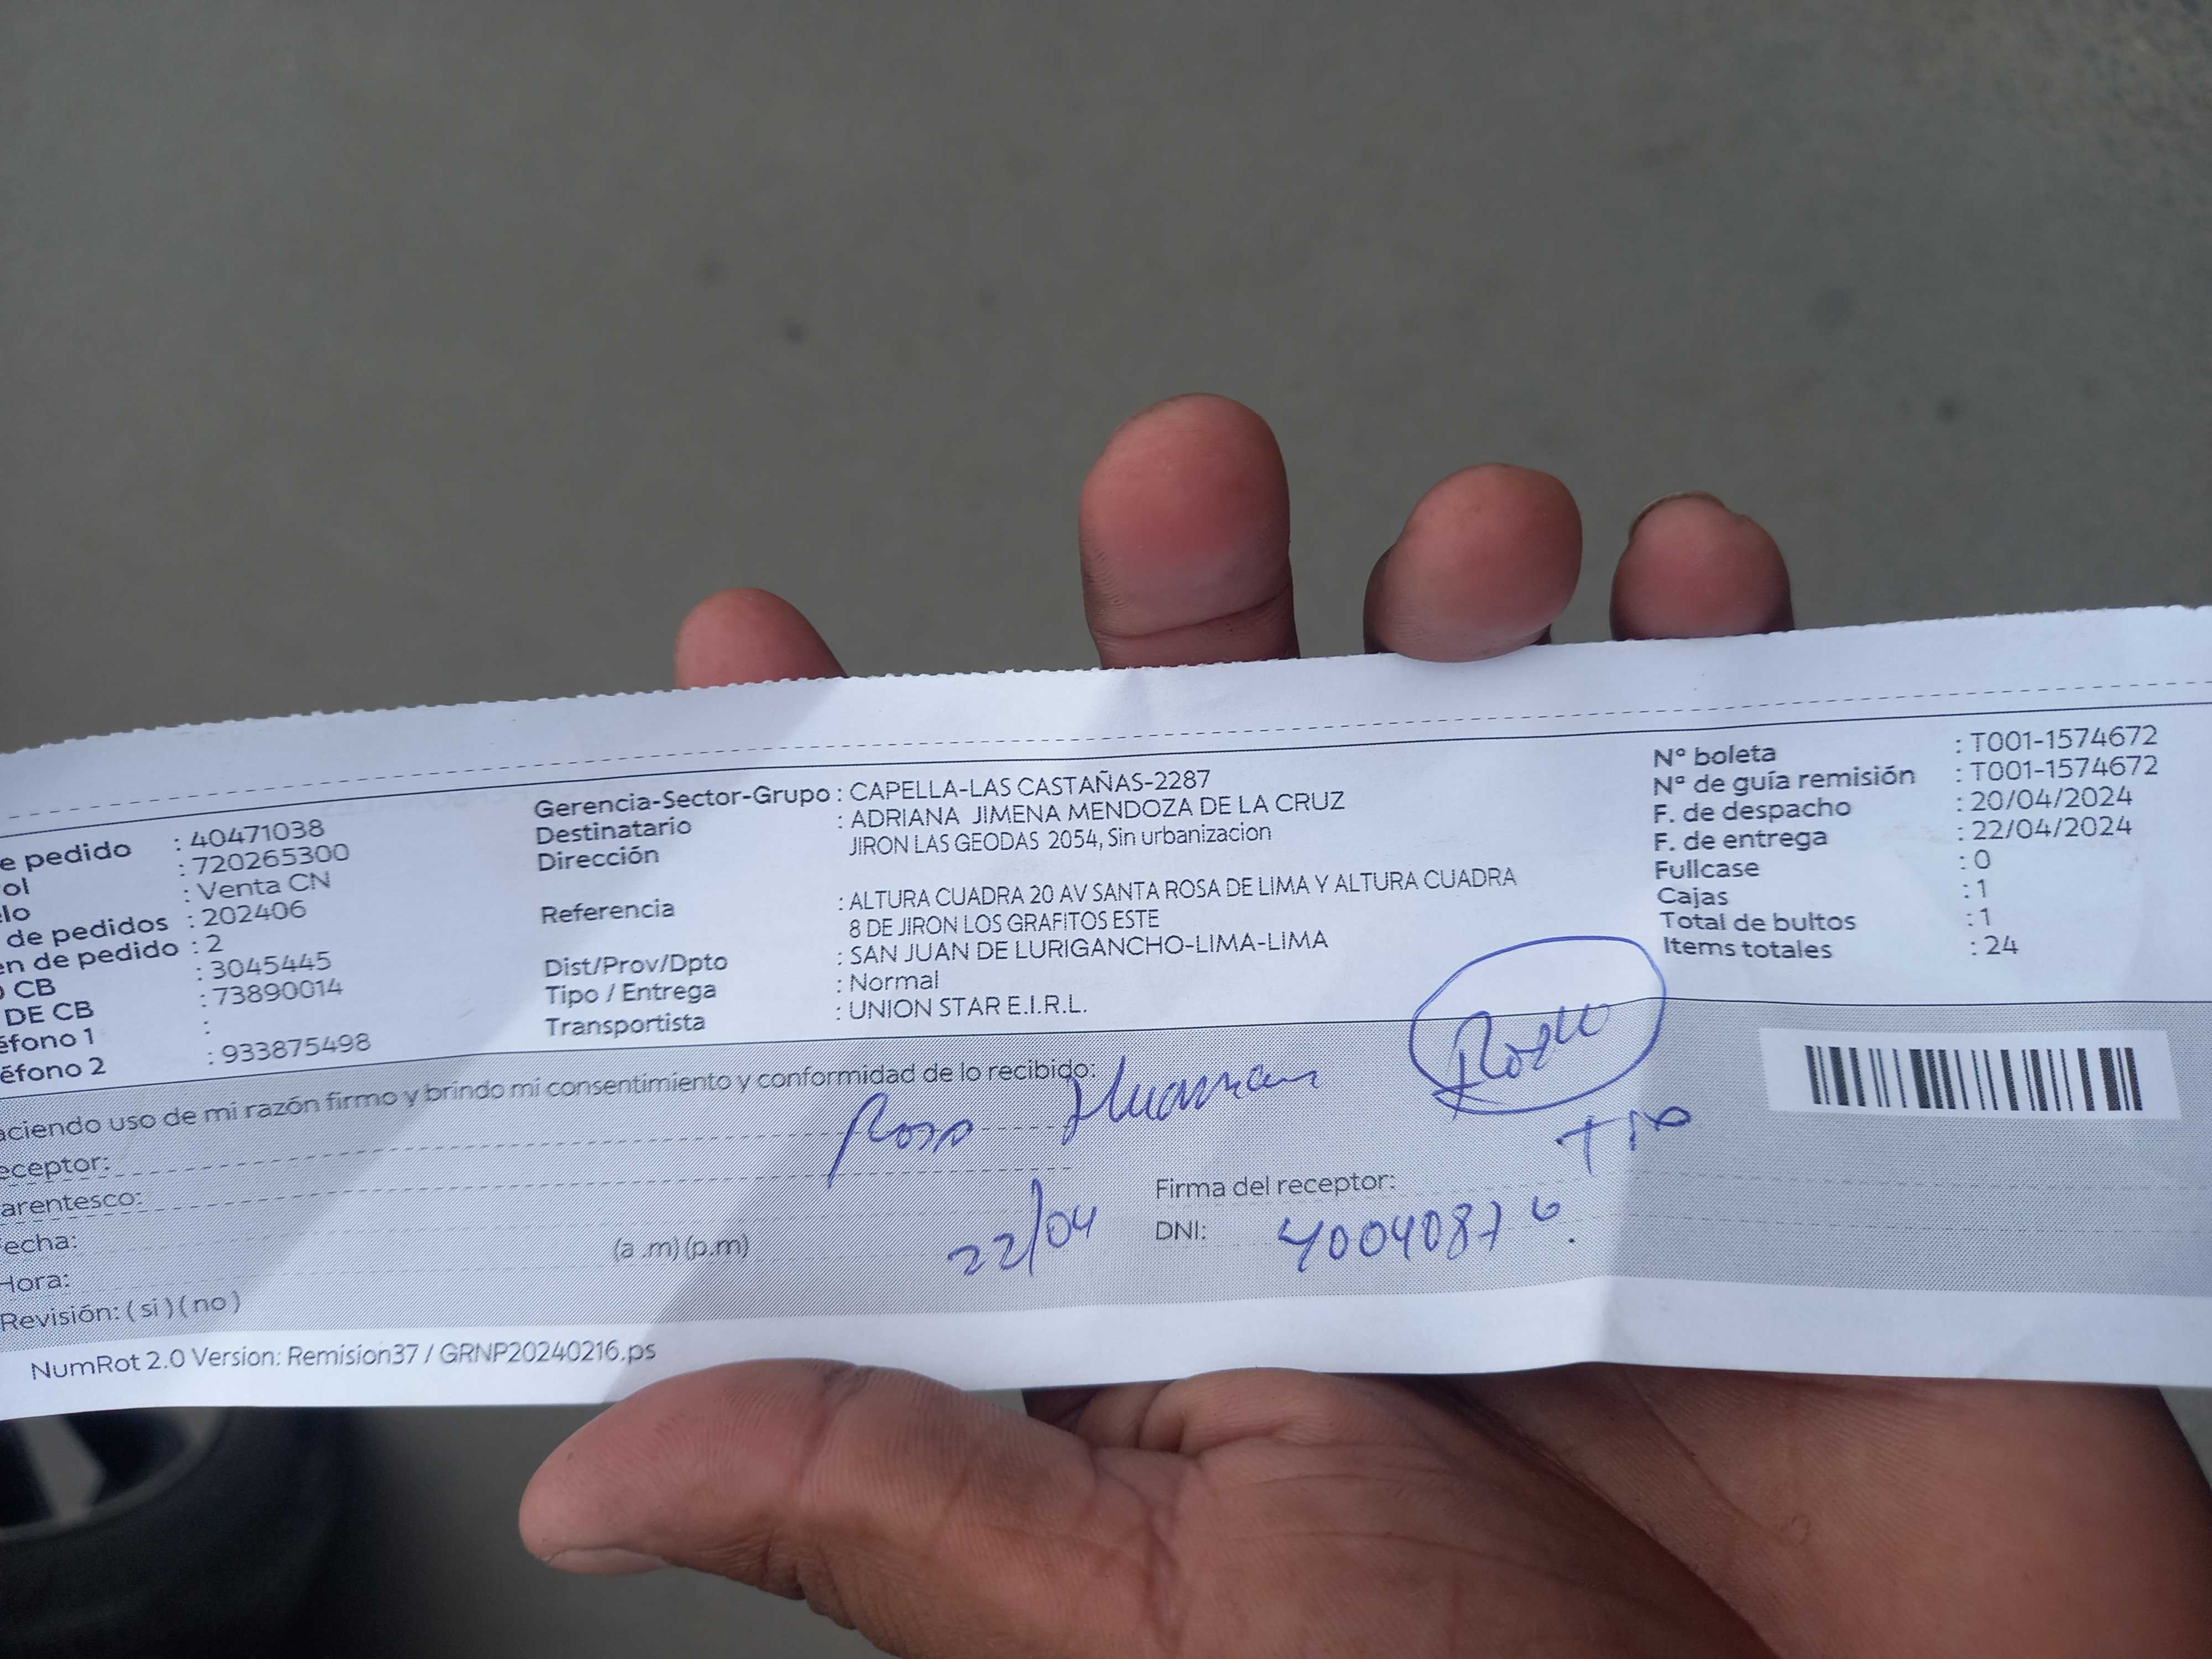 e pedido : 40471038
ol : 720265300
lo : Venta CN
de pedidos : 202406
en de pedido : 2
CB : 3045445
DE CB : 73890014
éfono 1 :
éfono 2 : 933875498
Gerencia-Sector-Grupo : CAPELLA-LAS CASTAÑAS-2287
Destinatario : ADRIANA JIMENA MENDOZA DE LA CRUZ
Dirección JIRON LAS GEODAS 2054, Sin urbanizacion
Referencia : ALTURA CUADRA 20 AV SANTA ROSA DE LIMA Y ALTURA CUADRA
8 DE JIRON LOS GRAFITOS ESTE
Dist/Prov/Dpto : SAN JUAN DE LURIGANCHO-LIMA-LIMA
Tipo / Entrega : Normal
Transportista : UNION STAR E.I.R.L.
Nº boleta : T001-1574672
Nº de guía remisión : T001-1574672
F. de despacho : 20/04/2024
F. de entrega : 22/04/2024
Fullcase : 0
Cajas : 1
Total de bultos : 1
Items totales : 24
aciendo uso de mi razón firmo y brindo mi consentimiento y conformidad de lo recibido:
eceptor: Rosa Huaman
arentesco:
Fecha: 22/04
Hora: (a .m) (p.m)
Revisión: ( si ) ( no )
Tia
Firma del receptor:
DNI: 40040876
NumRot 2.0 Version: Remision37 / GRNP20240216.ps